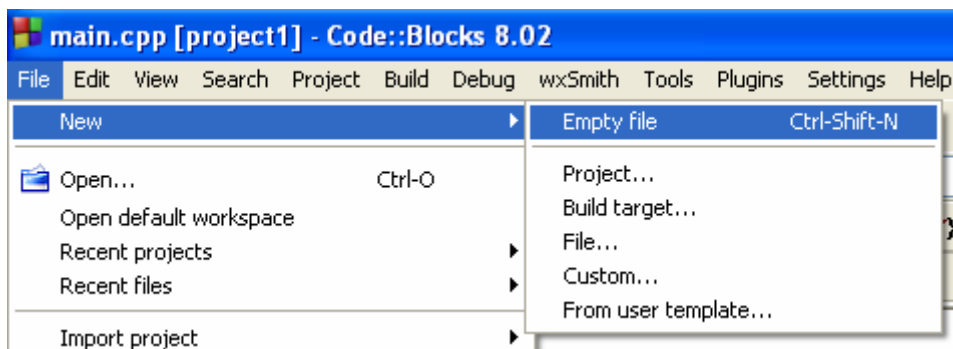 main.cpp [project1] - Code::Blocks 8.02
File Edit View Search Project Build Debug wxSmith Tools Plugins Settings Help
New
Empty file Ctrl-Shift-N
Open... Ctrl-O
Open default workspace
Recent projects
Recent files
Import project
Project...
Build target...
File...
Custom...
From user template...